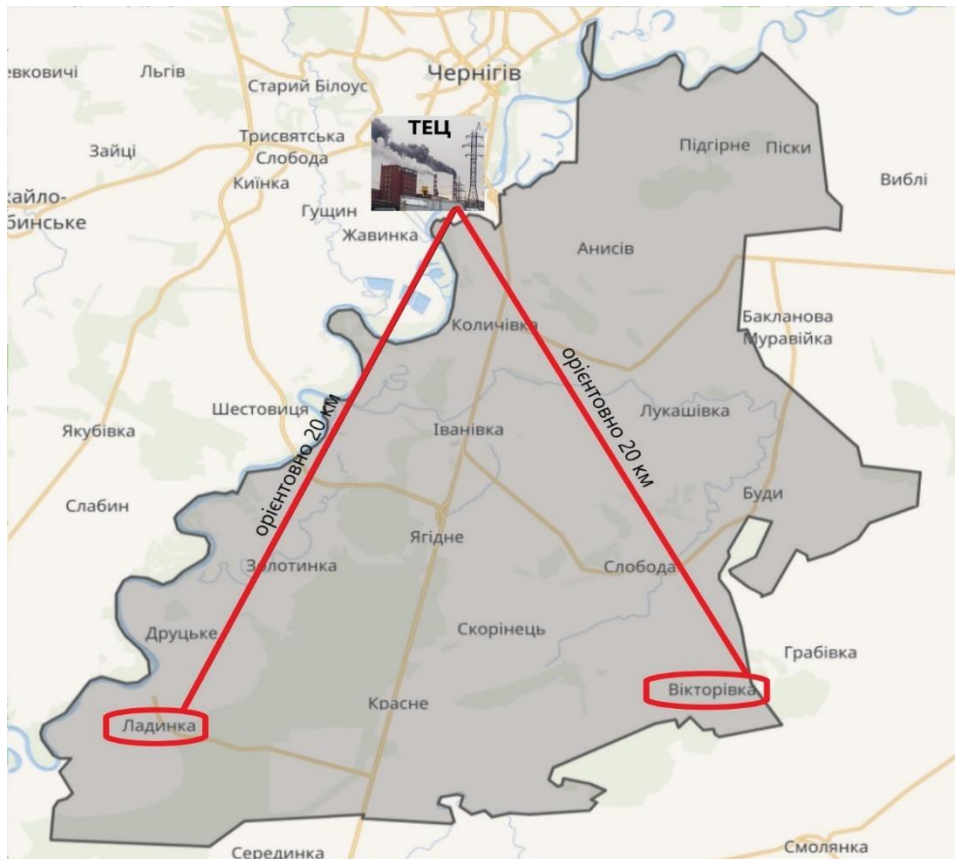 Чернігів
евковичі
Льгів
Старий Білоус
ТЕЦ
Трисвятська
Слобода
Зайці
Київка
Підгірне
Піски
Виблі
хайло-
бинське
Гущин
Жавинка
Анисів
Количівка
Бакланова
Муравійка
Шестовиця
Якубівка
Іванівка
Лукашівка
орієнтовно 20 км
орієнтовно 20 км
Слабин
Буди
Ягідне
Золотинка
Слобода
Друцьке
Скорінець
Грабівка
Вікторівка
Красне
Ладинка
Серединка
Смолянка